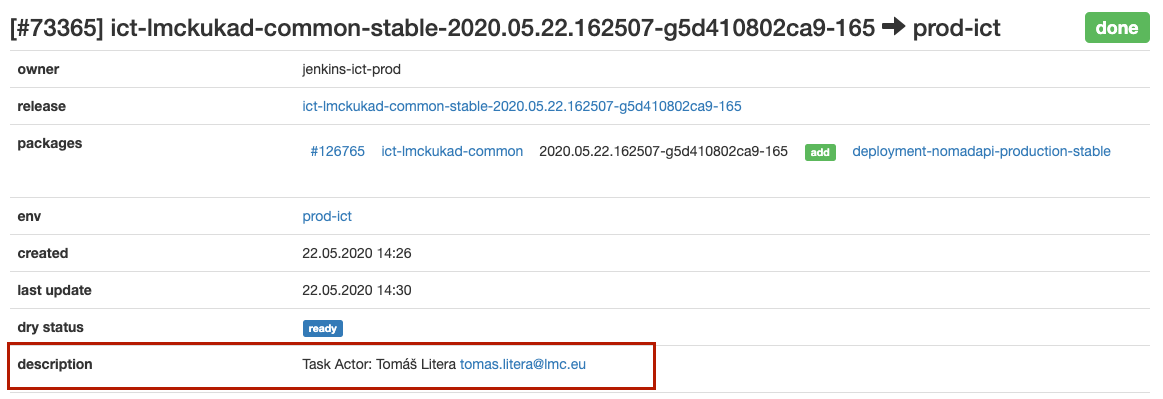 [#73365] ict-lmckukad-common-stable-2020.05.22.162507-g5d410802ca9-165 ➡ prod-ict done
owner jenkins-ict-prod
release ict-lmckukad-common-stable-2020.05.22.162507-g5d410802ca9-165
packages #126765 ict-lmckukad-common 2020.05.22.162507-g5d410802ca9-165 add deployment-nomadapi-production-stable
env prod-ict
created 22.05.2020 14:26
last update 22.05.2020 14:30
dry status ready
description Task Actor: Tomáš Litera tomas.litera@lmc.eu